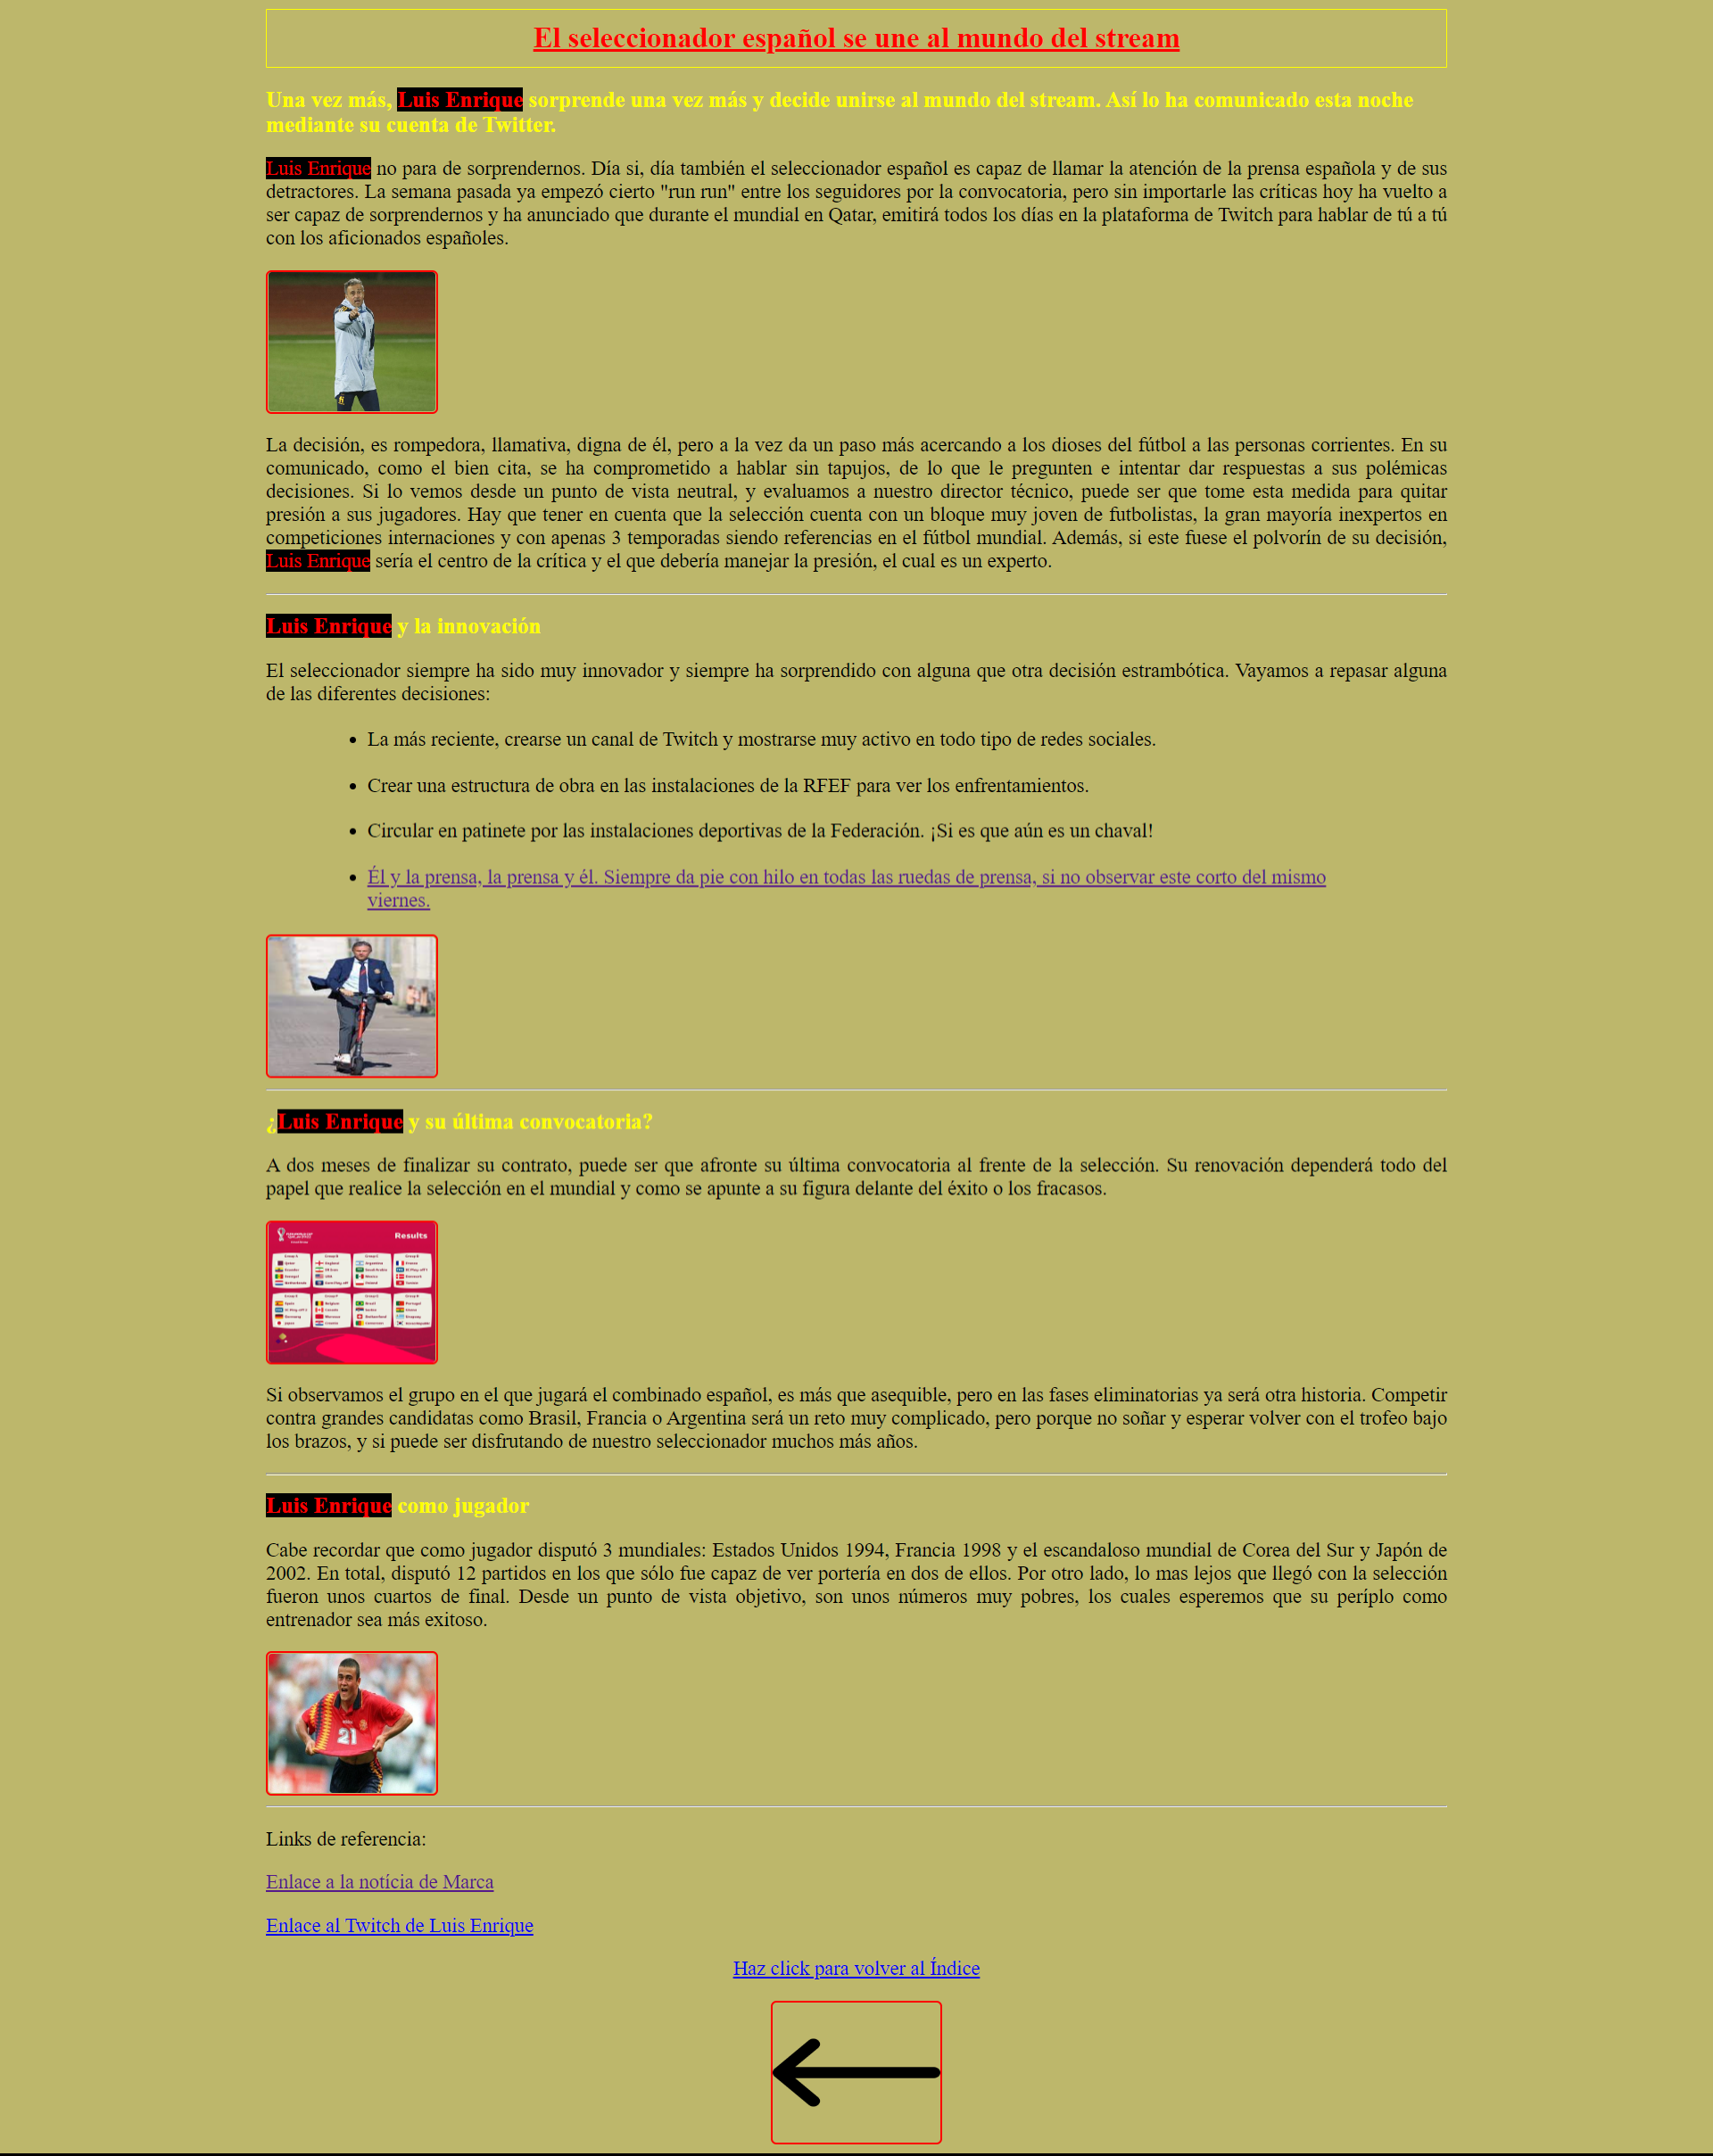 El seleccionador español se une al mundo del stream
Una vez más, Luis Enrique sorprende una vez más y decide unirse al mundo del stream. Así lo ha comunicado esta noche
mediante su cuenta de Twitter.
Luis Enrique no para de sorprendernos. Día si, día también el seleccionador español es capaz de llamar la atención de la prensa española y de sus
detractores. La semana pasada ya empezó cierto "run run" entre los seguidores por la convocatoria, pero sin importarle las críticas hoy ha vuelto a
ser capaz de sorprendernos y ha anunciado que durante el mundial en Qatar, emitirá todos los días en la plataforma de Twitch para hablar de tú a tú
con los aficionados españoles.
La decisión, es rompedora, llamativa, digna de él, pero a la vez da un paso más acercando a los dioses del fútbol a las personas corrientes. En su
comunicado, como el bien cita, se ha comprometido a hablar sin tapujos, de lo que le pregunten e intentar dar respuestas a sus polémicas
decisiones. Si lo vemos desde un punto de vista neutral, y evaluamos a nuestro director técnico, puede ser que tome esta medida para quitar
presión a sus jugadores. Hay que tener en cuenta que la selección cuenta con un bloque muy joven de futbolistas, la gran mayoría inexpertos en
competiciones internaciones y con apenas 3 temporadas siendo referencias en el fútbol mundial. Además, si este fuese el polvorín de su decisión,
Luis Enrique sería el centro de la crítica y el que debería manejar la presión, el cual es un experto.
Luis Enrique y la innovación
El seleccionador siempre ha sido muy innovador y siempre ha sorprendido con alguna que otra decisión estrambótica. Vayamos a repasar alguna
de las diferentes decisiones:
• La más reciente, crearse un canal de Twitch y mostrarse muy activo en todo tipo de redes sociales.
• Crear una estructura de obra en las instalaciones de la RFEF para ver los enfrentamientos.
• Circular en patinete por las instalaciones deportivas de la Federación. ¡Si es que aún es un chaval!
• Él y la prensa, la prensa y él. Siempre da pie con hilo en todas las ruedas de prensa, si no observar este corto del mismo
viernes.
¿Luis Enrique y su última convocatoria?
A dos meses de finalizar su contrato, puede ser que afronte su última convocatoria al frente de la selección. Su renovación dependerá todo del
papel que realice la selección en el mundial y como se apunte a su figura delante del éxito o los fracasos.
Results
Si observamos el grupo en el que jugará el combinado español, es más que asequible, pero en las fases eliminatorias ya será otra historia. Competir
contra grandes candidatas como Brasil, Francia o Argentina será un reto muy complicado, pero porque no soñar y esperar volver con el trofeo bajo
los brazos, y si puede ser disfrutando de nuestro seleccionador muchos más años.
Luis Enrique como jugador
Cabe recordar que como jugador disputó 3 mundiales: Estados Unidos 1994, Francia 1998 y el escandaloso mundial de Corea del Sur y Japón de
2002. En total, disputó 12 partidos en los que sólo fue capaz de ver portería en dos de ellos. Por otro lado, lo mas lejos que llegó con la selección
fueron unos cuartos de final. Desde un punto de vista objetivo, son unos números muy pobres, los cuales esperemos que su períplo como
entrenador sea más exitoso.
21
Links de referencia:
Enlace a la notícia de Marca
Enlace al Twitch de Luis Enrique
Haz click para volver al Índice